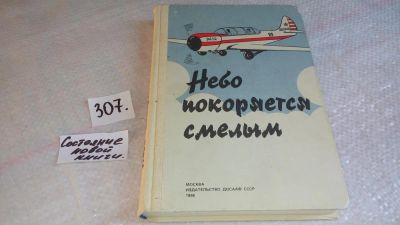 307.
Состояние
новой
книги.
Небо
покоряется
смелым
МОСКВА
ИЗДАТЕЛЬСТВО ДОСААФ СССР